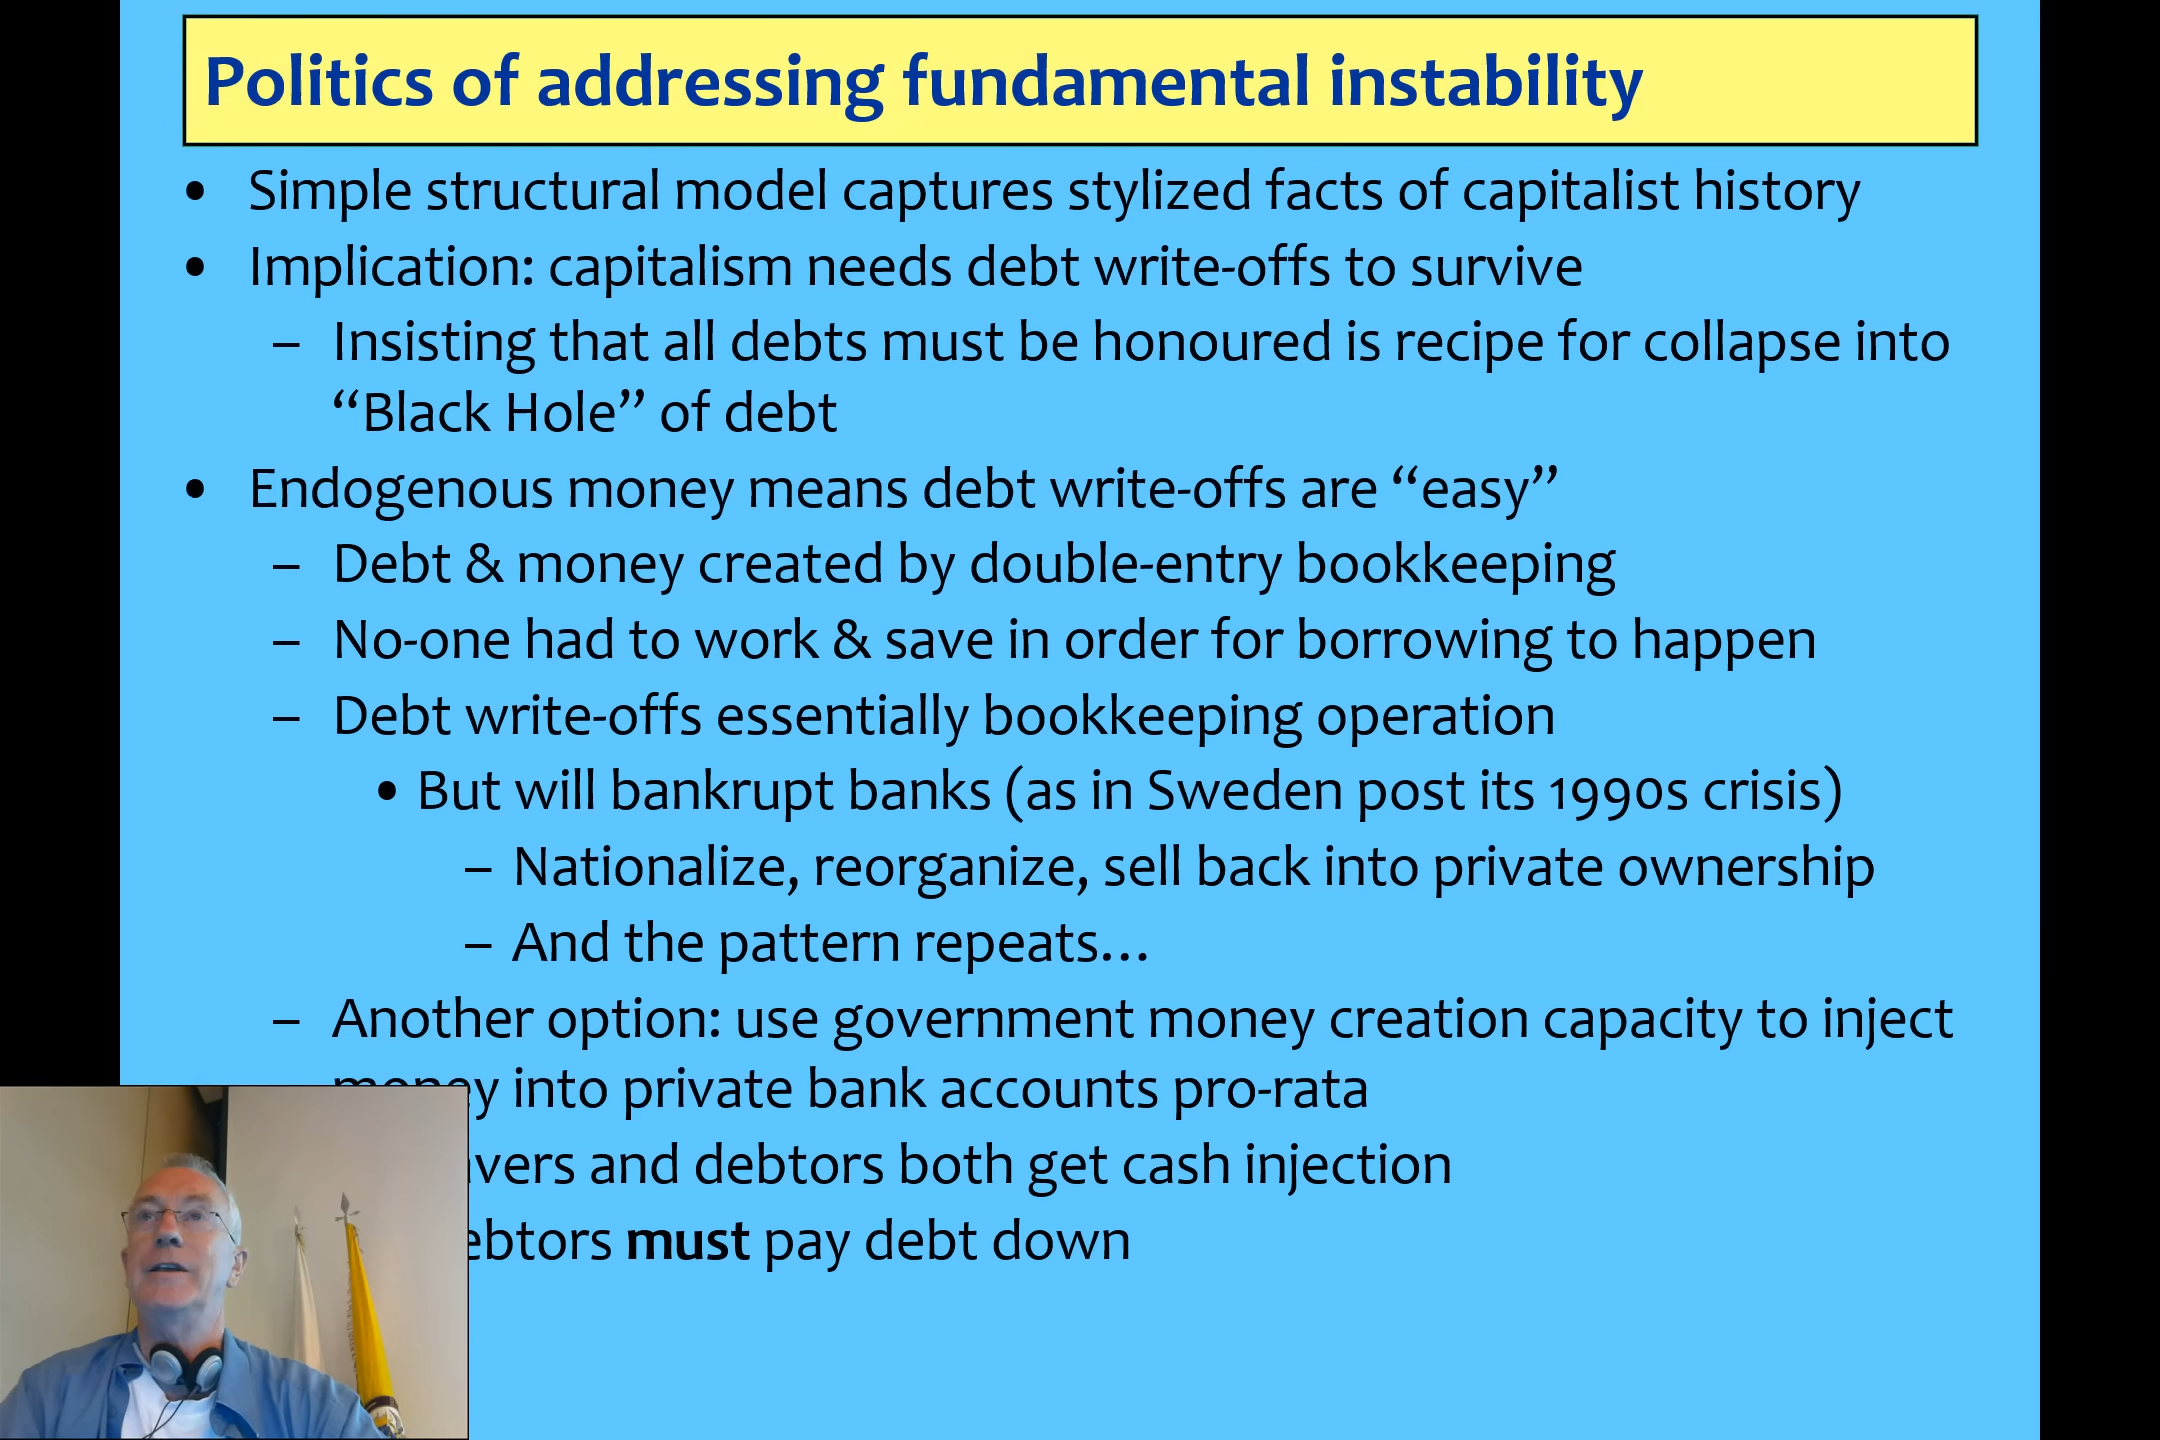 Politics of addressing fundamental instability
• Simple structural model captures stylized facts of capitalist history
• Implication: capitalism needs debt write-offs to survive
– Insisting that all debts must be honoured is recipe for collapse into
“Black Hole” of debt
• Endogenous money means debt write-offs are “easy”
– Debt & money created by double-entry bookkeeping
– No-one had to work & save in order for borrowing to happen
– Debt write-offs essentially bookkeeping operation
• But will bankrupt banks (as in Sweden post its 1990s crisis)
– Nationalize, reorganize, sell back into private ownership
– And the pattern repeats…
– Another option: use government money creation capacity to inject
money into private bank accounts pro-rata
and debtors both get cash injection
must pay debt down